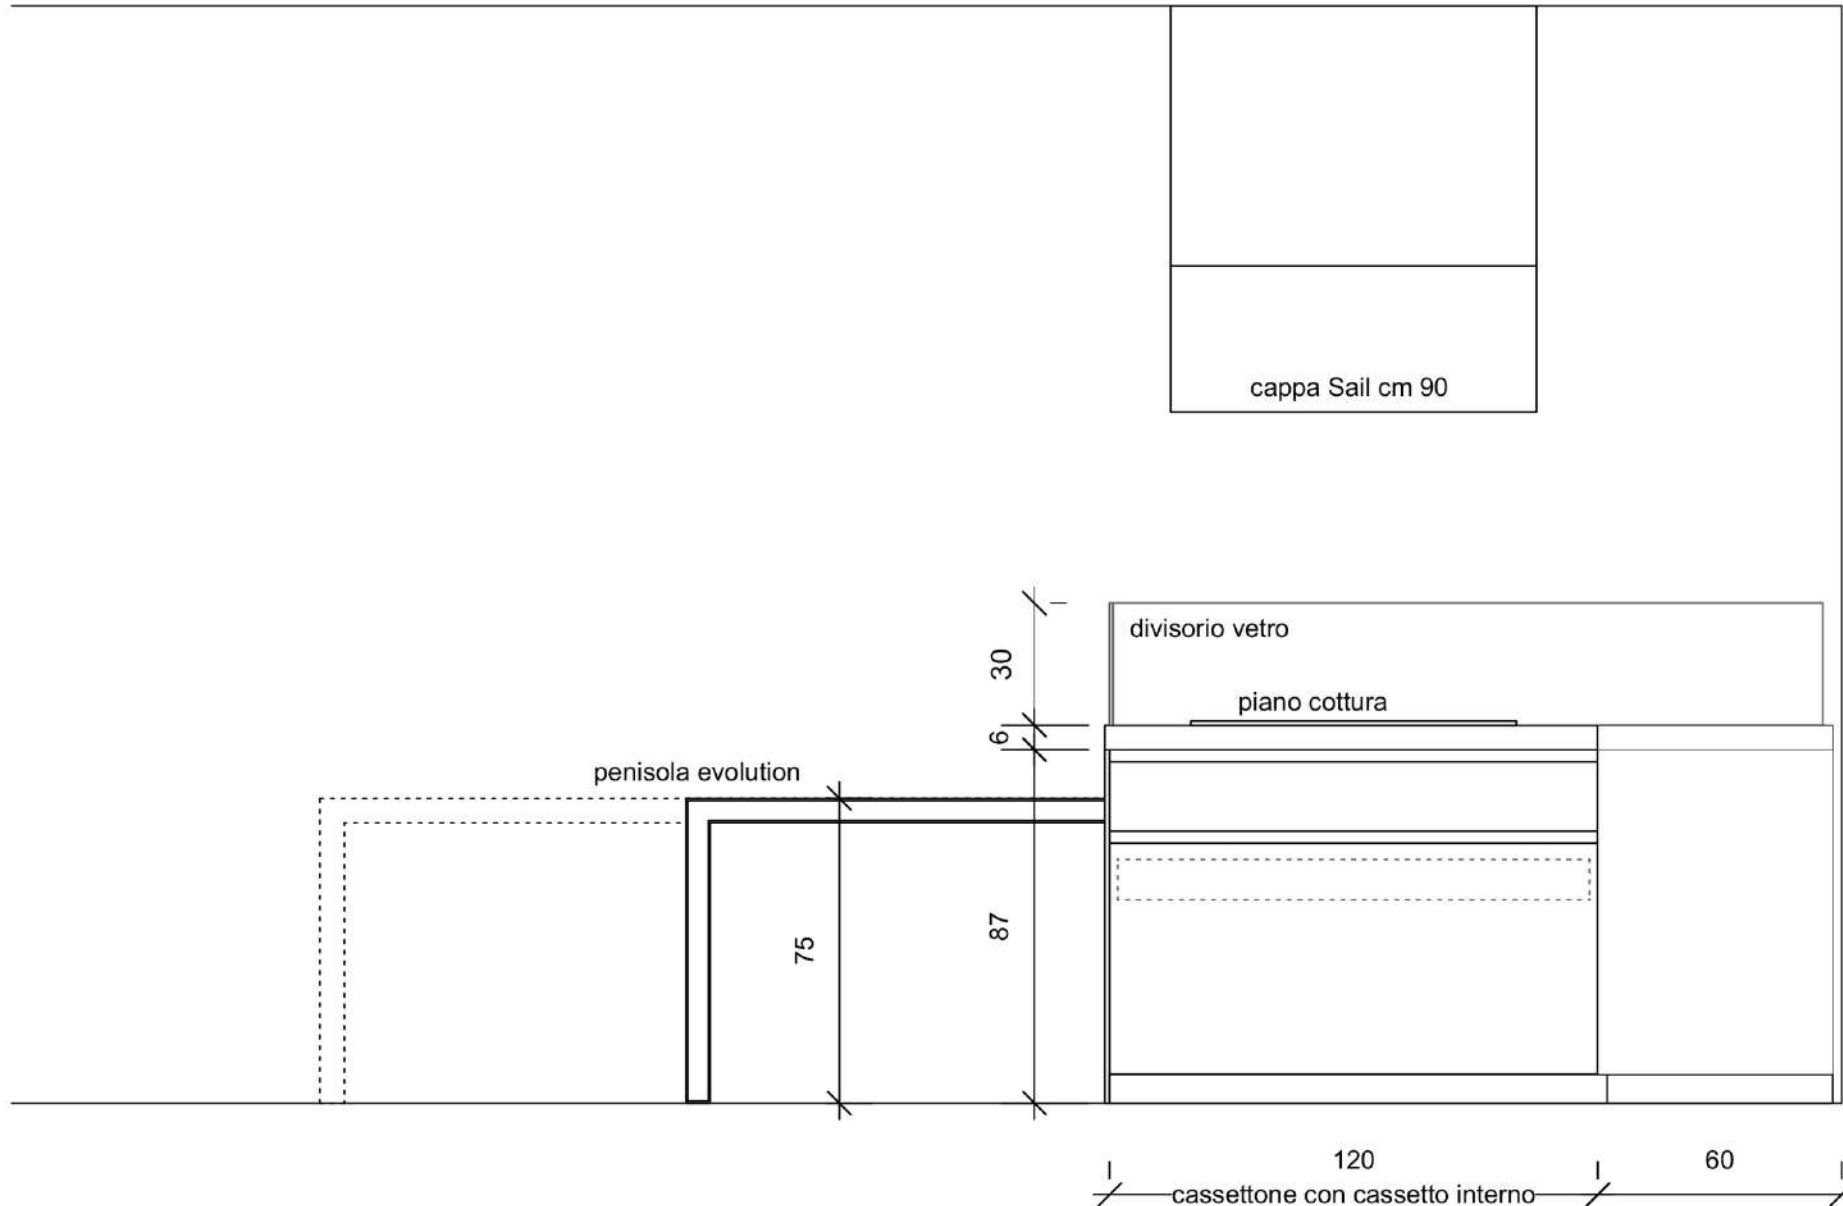 cappa Sail cm 90
divisorio vetro
30
piano cottura
6
penisola evolution
87
75
120
60
cassettone con cassetto interno